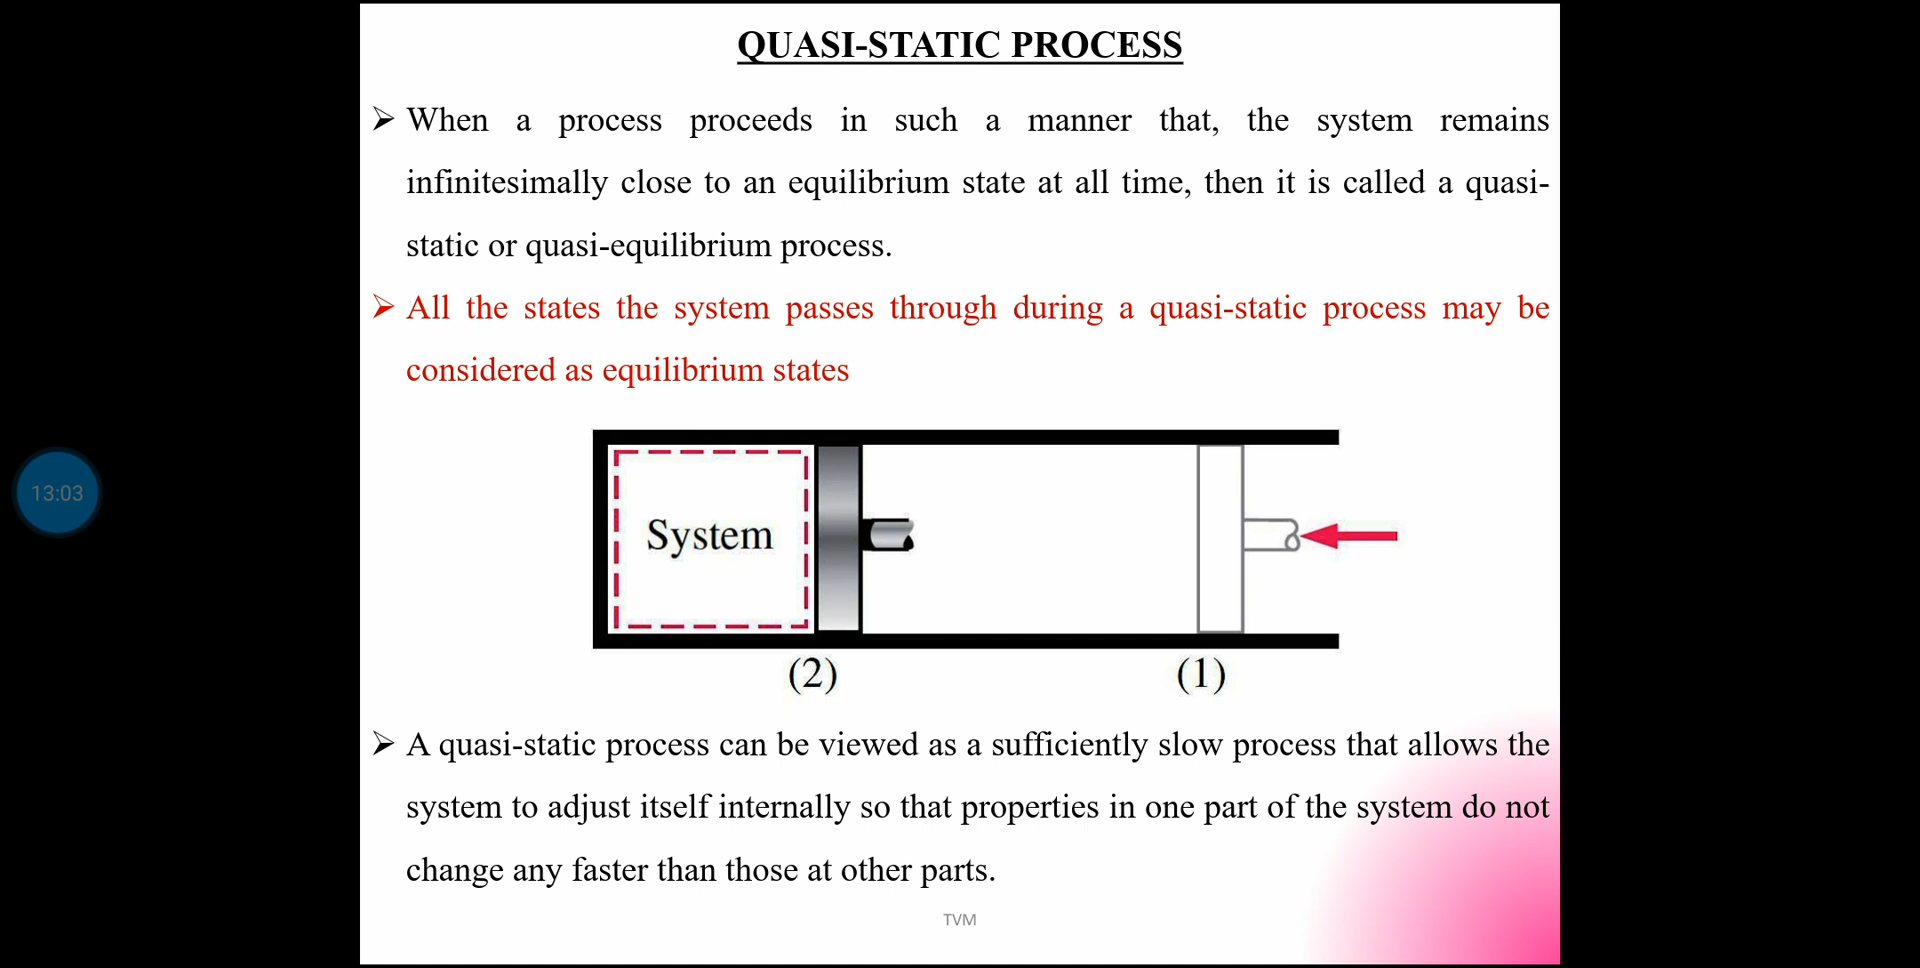 QUASI-STATIC PROCESS
➢ When a process proceeds in such a manner that, the system remains
infinitesimally close to an equilibrium state at all time, then it is called a quasi-
static or quasi-equilibrium process.
➢ All the states the system passes through during a quasi-static process may be
considered as equilibrium states
13:03
System
(2) (1)
➢ A quasi-static process can be viewed as a sufficiently slow process that allows the
system to adjust itself internally so that properties in one part of the system do not
change any faster than those at other parts.
TVM